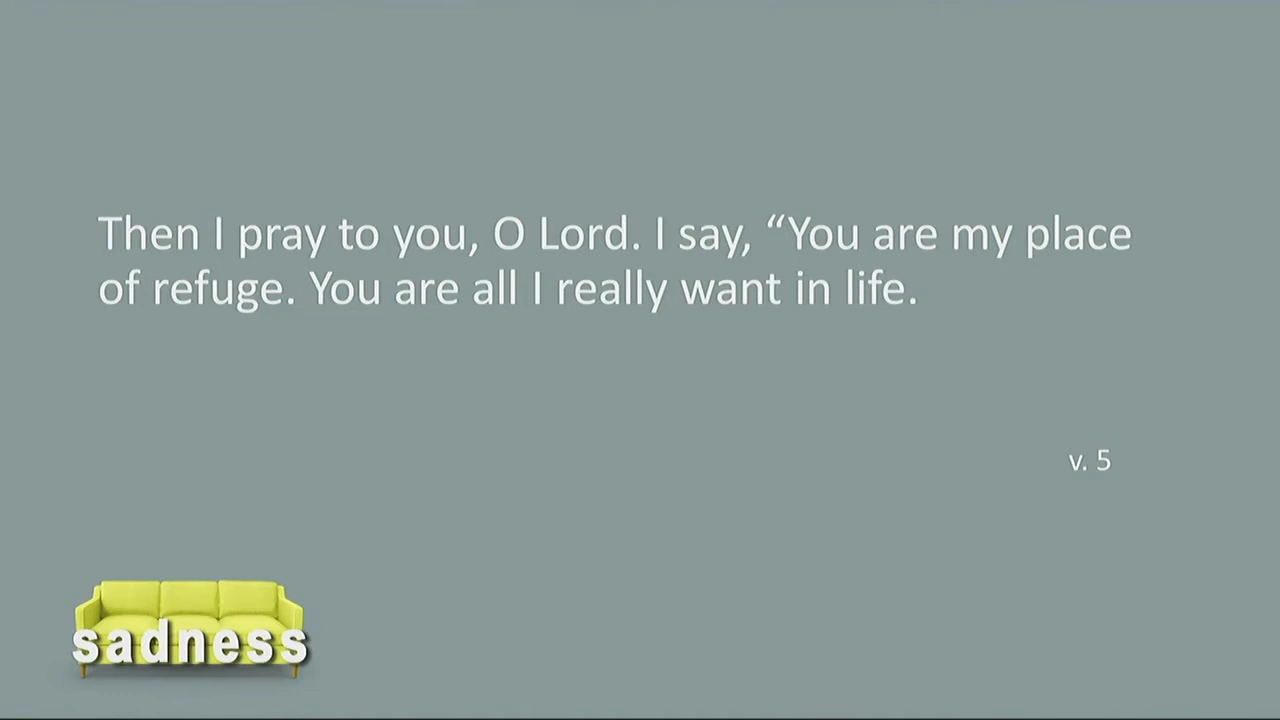 Then I pray to you, O Lord. I say, “You are my place
of refuge. You are all I really want in life.
v. 5
sadness